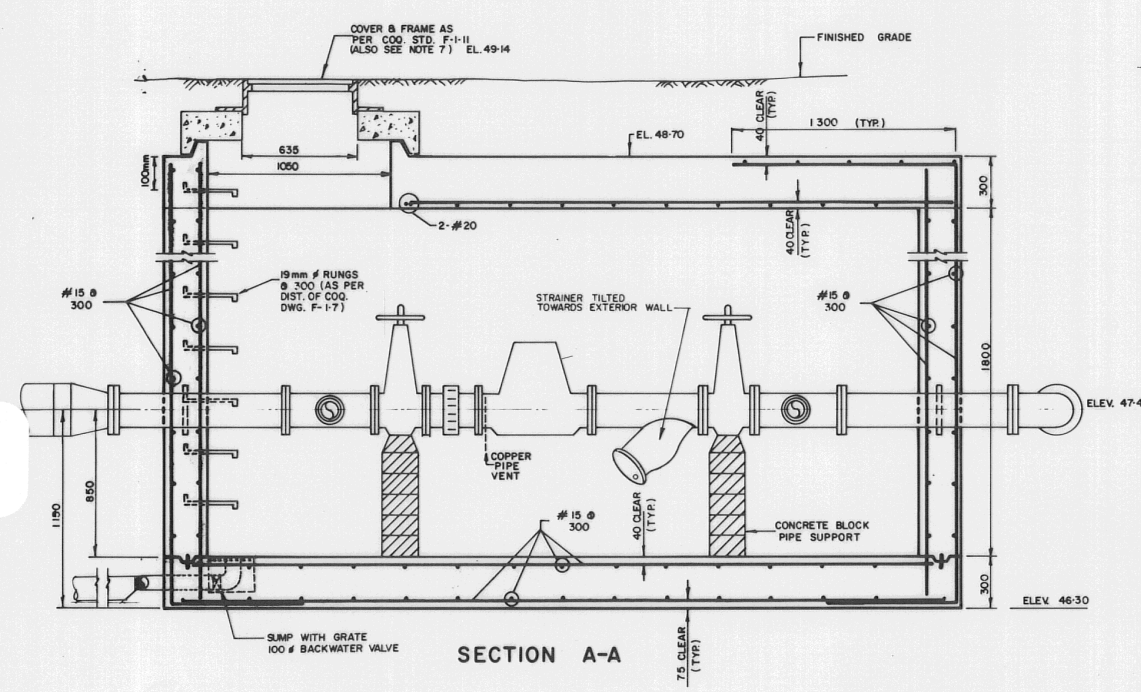 COVER & FRAME AS
PER COQ. STD. F-1-11
(ALSO SEE NOTE 7) EL. 49·14
FINISHED GRADE
40 CLEAR
(TYP.)
1 300 (TYP.)
EL. 48·70
635
1050
100mm
300
2-#20
40 CLEAR
(TYP.)
19mm ø RUNGS
@ 300 (AS PER
DIST. OF COQ.
DWG. F-1-7)
#15 @
300
STRAINER TILTED
TOWARDS EXTERIOR WALL
#15 @
300
1800
ELEV. 47·4
COPPER
PIPE
VENT
850
1150
#15 @
300
40 CLEAR
(TYP.)
CONCRETE BLOCK
PIPE SUPPORT
300
ELEV. 46·30
SUMP WITH GRATE
100 ø BACKWATER VALVE
SECTION A-A
75 CLEAR
(TYP.)